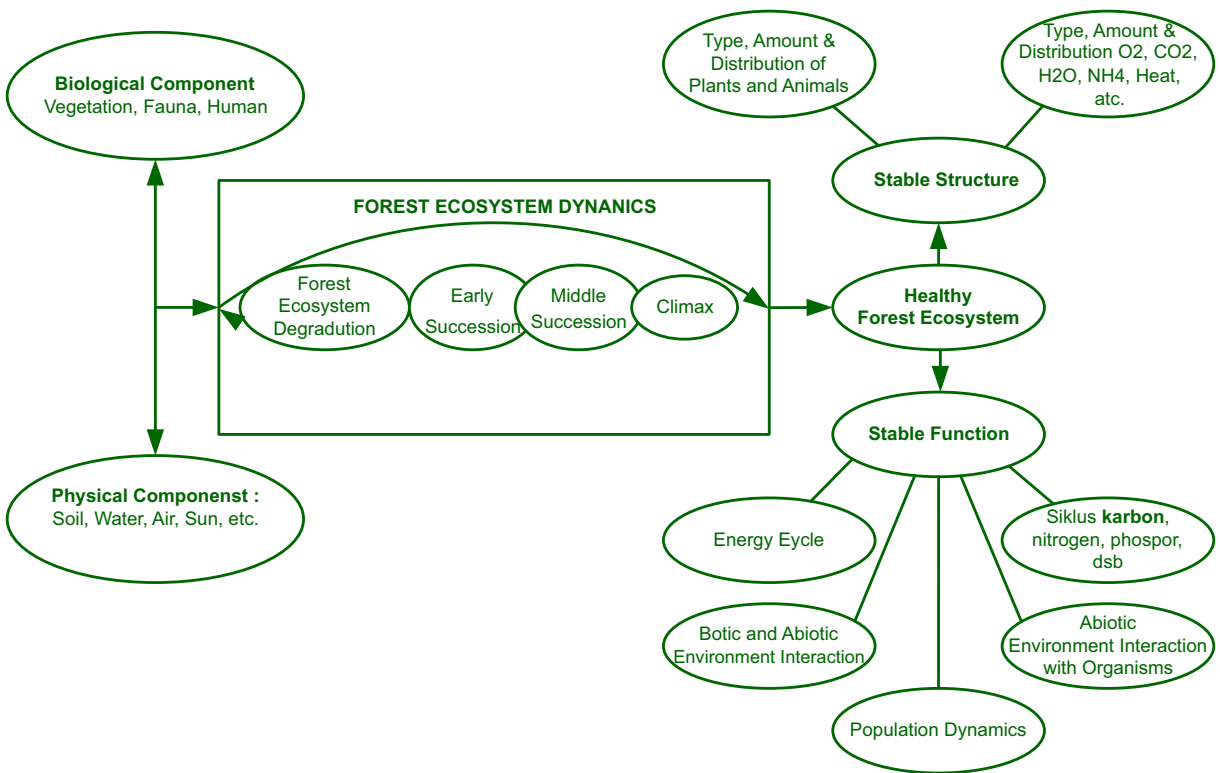 Biological Component
Vegetation, Fauna, Human
Type, Amount &
Distribution of
Plants and Animals
Type, Amount &
Distribution O2, CO2,
H2O, NH4, Heat,
atc.
Stable Structure
FOREST ECOSYSTEM DYNANICS
Forest
Ecosystem
Degradution
Early
Succession
Middle
Succession
Climax
Healthy
Forest Ecosystem
Stable Function
Physical Componenst :
Soil, Water, Air, Sun, etc.
Energy Eycle
Siklus karbon,
nitrogen, phospor,
dsb
Botic and Abiotic
Environment Interaction
Abiotic
Environment Interaction
with Organisms
Population Dynamics